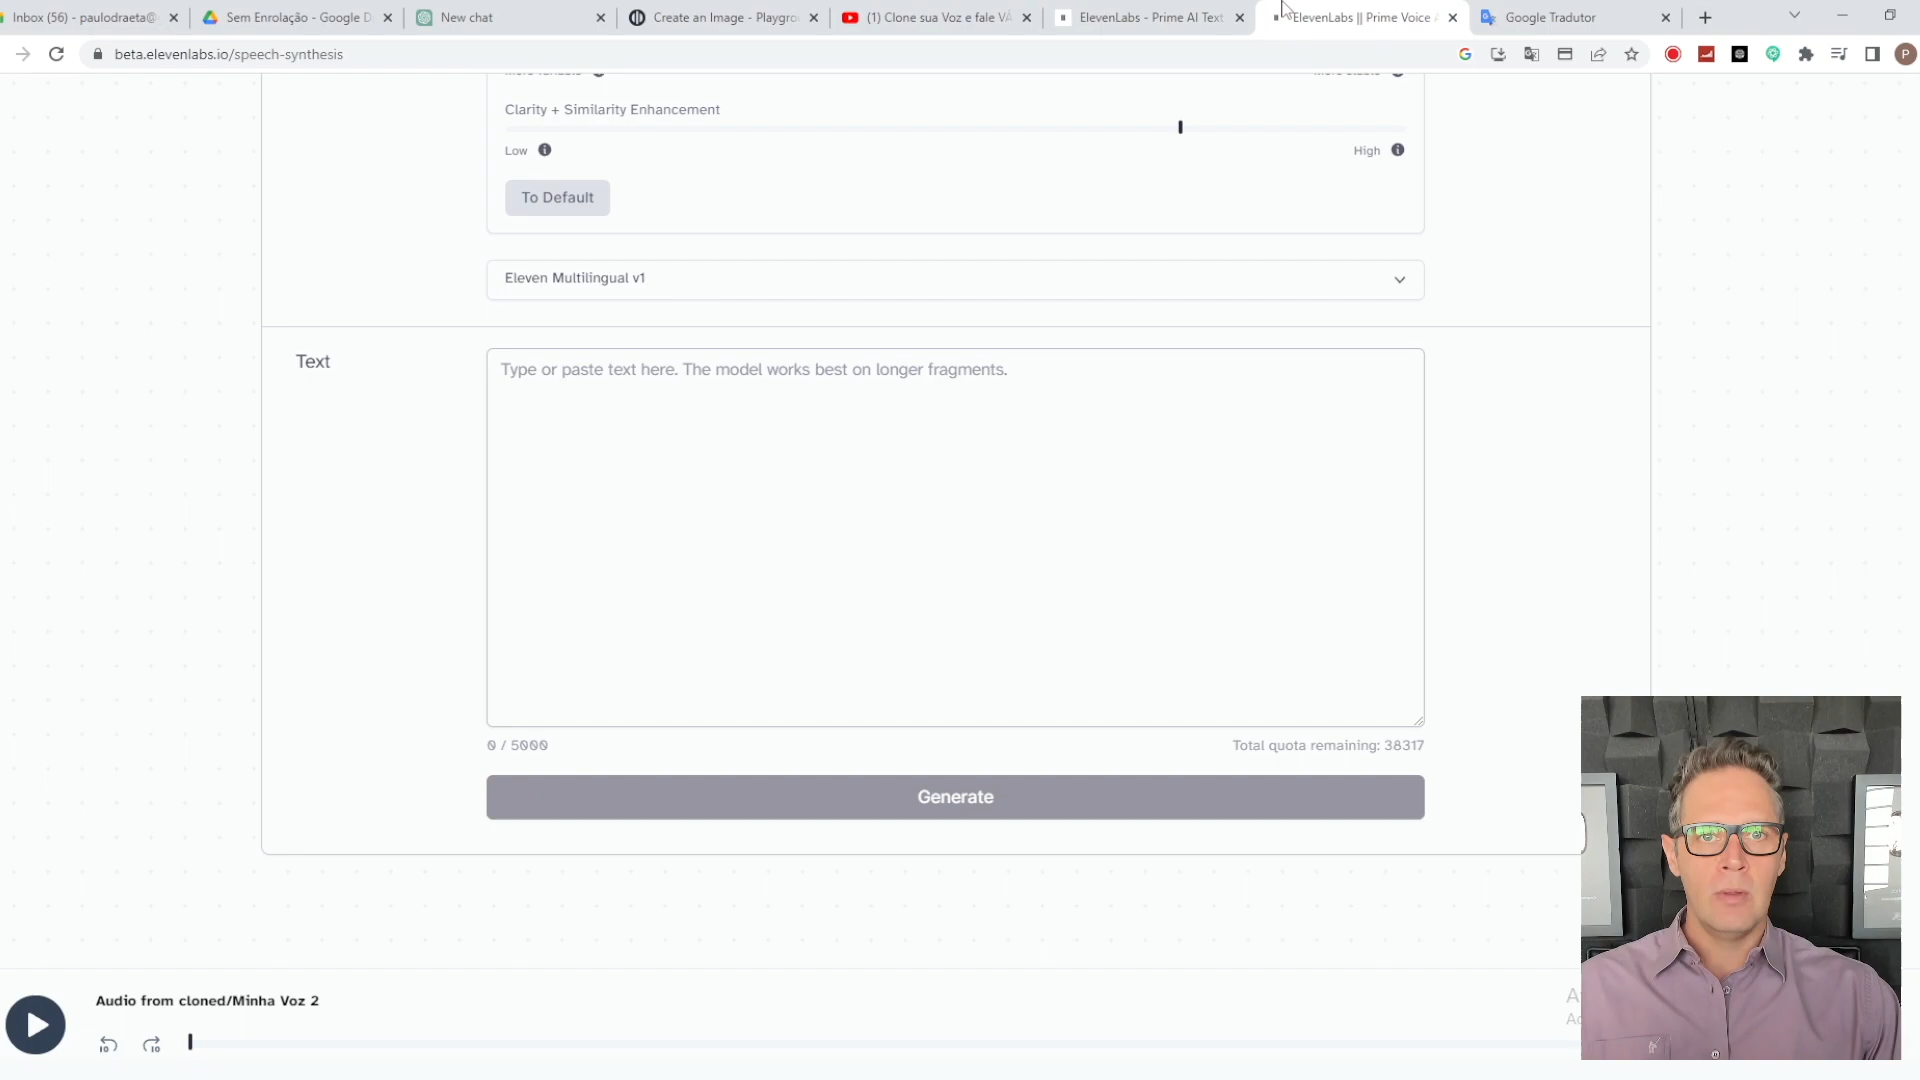 Inbox (56) - paulodraeta@
Sem Enrolação - Google D
New chat
Create an Image - Playgro
(1) Clone sua Voz e fale VÁ
ElevenLabs - Prime AI Text
ElevenLabs || Prime Voice A
Google Tradutor
beta.elevenlabs.io/speech-synthesis
P
Clarity + Similarity Enhancement
Low
High
To Default
Eleven Multilingual v1
Text
Type or paste text here. The model works best on longer fragments.
0 / 5000
Total quota remaining: 38317
Generate
Audio from cloned/Minha Voz 2
10
10